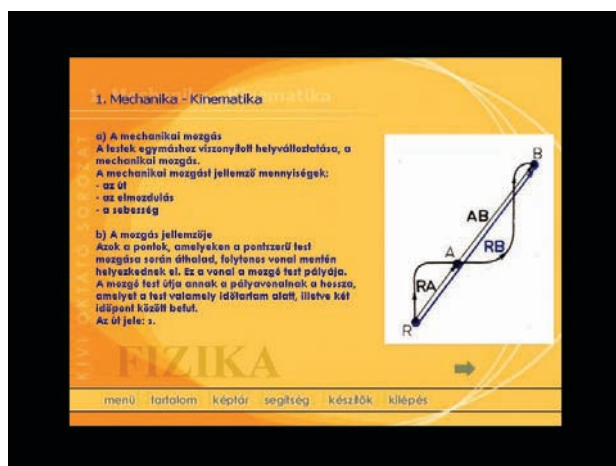 1. Mechanika - Kinematika
a) A mechanikai mozgás
A testek egymáshoz viszonyított helyváltoztatása, a
mechanikai mozgás.
A mechanikai mozgást jellemző mennyiségek:
- az út
- az elmozdulás
- a sebesség
b) A mozgás jellemzője
Azok a pontok, amelyeken a pontszerű test
mozgása során áthalad, folytonos vonal mentén
helyezkednek el. Ez a vonal a mozgó test pályája.
A mozgó test útja annak a pályavonalnak a hossza,
amelyet a test valamely időtartam alatt, illetve két
időpont között befut.
Az út jele: s.
B
AB
A
RB
RA
R
KIVI OKTATÓ SOROZAT
FIZIKA
menü tartalom képtár segítség készítők kilépés